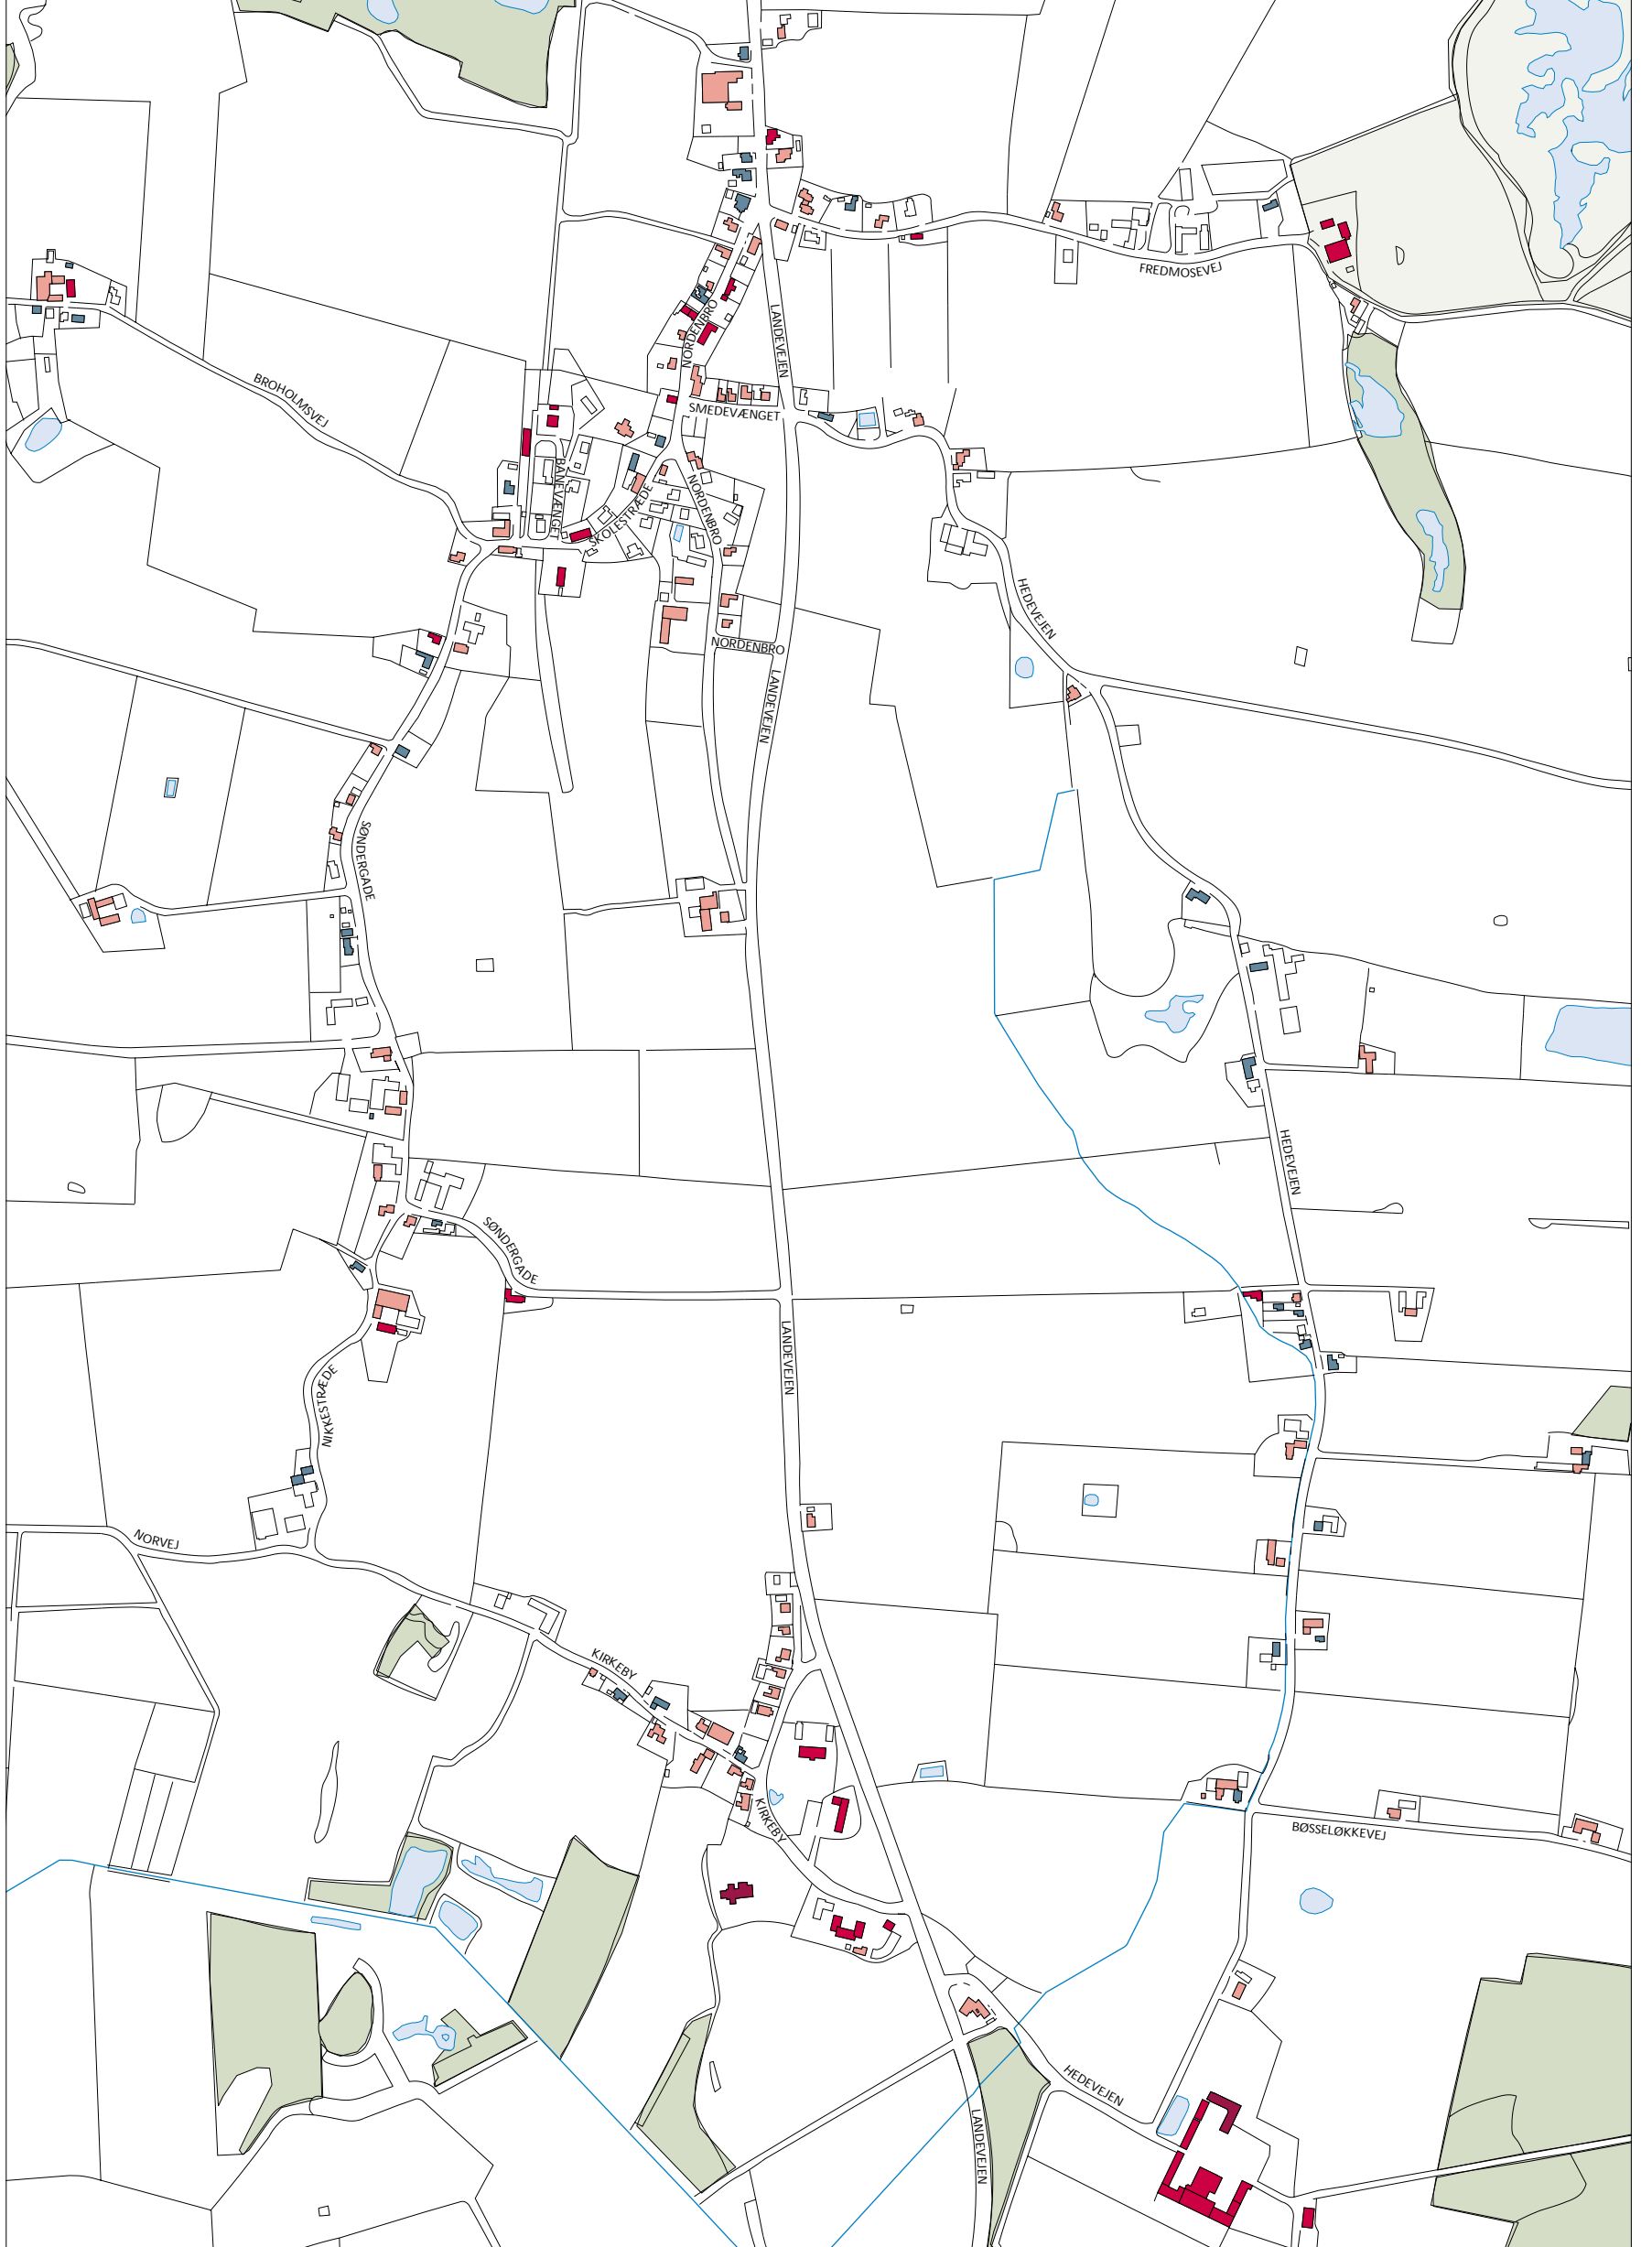 FREDMOSEVEJ
NORDENBRO
LANDEVEJEN
BROHOLMSVEJ
SMEDEVÆNGET
BANEVÆNGET
SKOLESTRÆDE
NORDENBRO
HEDEVEJEN
NORDENBRO
LANDEVEJEN
SØNDERGADE
HEDEVEJEN
SØNDERGADE
LANDEVEJEN
NIKKESTRÆDE
NORVEJ
KIRKEBY
KIRKEBY
BØSSELØKKEVEJ
HEDEVEJEN
LANDEVEJEN